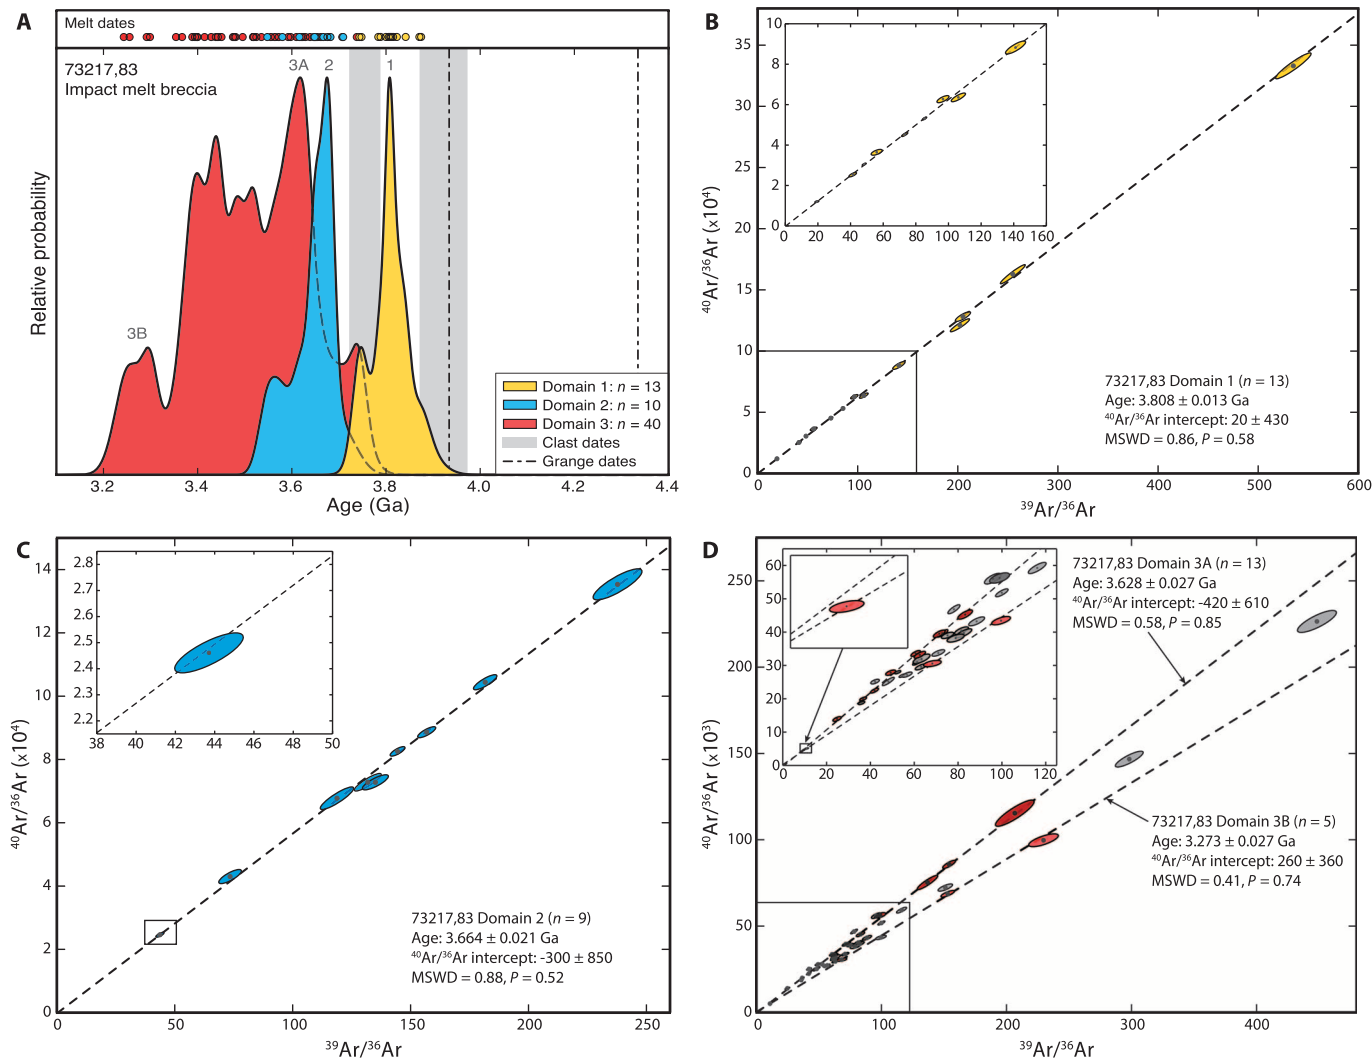 A
Melt dates
73217,83
Impact melt breccia
3A
2
1
3B
Relative probability
Domain 1: n = 13
Domain 2: n = 10
Domain 3: n = 40
Clast dates
Grange dates
3.2 3.4 3.6 3.8 4.0 4.2 4.4
Age (Ga)
B
35
30
25
20
15
10
5
0
⁴⁰Ar/³⁶Ar (x10⁴)
10
8
6
4
2
0
0 20 40 60 80 100 120 140 160
73217,83 Domain 1 (n = 13)
Age: 3.808 ± 0.013 Ga
⁴⁰Ar/³⁶Ar intercept: 20 ± 430
MSWD = 0.86, P = 0.58
0 100 200 300 400 500 600
³⁹Ar/³⁶Ar
C
14
12
10
8
6
4
2
0
⁴⁰Ar/³⁶Ar (x10⁴)
2.8
2.7
2.6
2.5
2.4
2.3
2.2
38 40 42 44 46 48 50
73217,83 Domain 2 (n = 9)
Age: 3.664 ± 0.021 Ga
⁴⁰Ar/³⁶Ar intercept: -300 ± 850
MSWD = 0.88, P = 0.52
0 50 100 150 200 250
³⁹Ar/³⁶Ar
D
250
200
150
100
50
0
⁴⁰Ar/³⁶Ar (x10³)
60
50
40
30
20
10
0
0 20 40 60 80 100 120
73217,83 Domain 3A (n = 13)
Age: 3.628 ± 0.027 Ga
⁴⁰Ar/³⁶Ar intercept: -420 ± 610
MSWD = 0.58, P = 0.85
73217,83 Domain 3B (n = 5)
Age: 3.273 ± 0.027 Ga
⁴⁰Ar/³⁶Ar intercept: 260 ± 360
MSWD = 0.41, P = 0.74
0 100 200 300 400
³⁹Ar/³⁶Ar